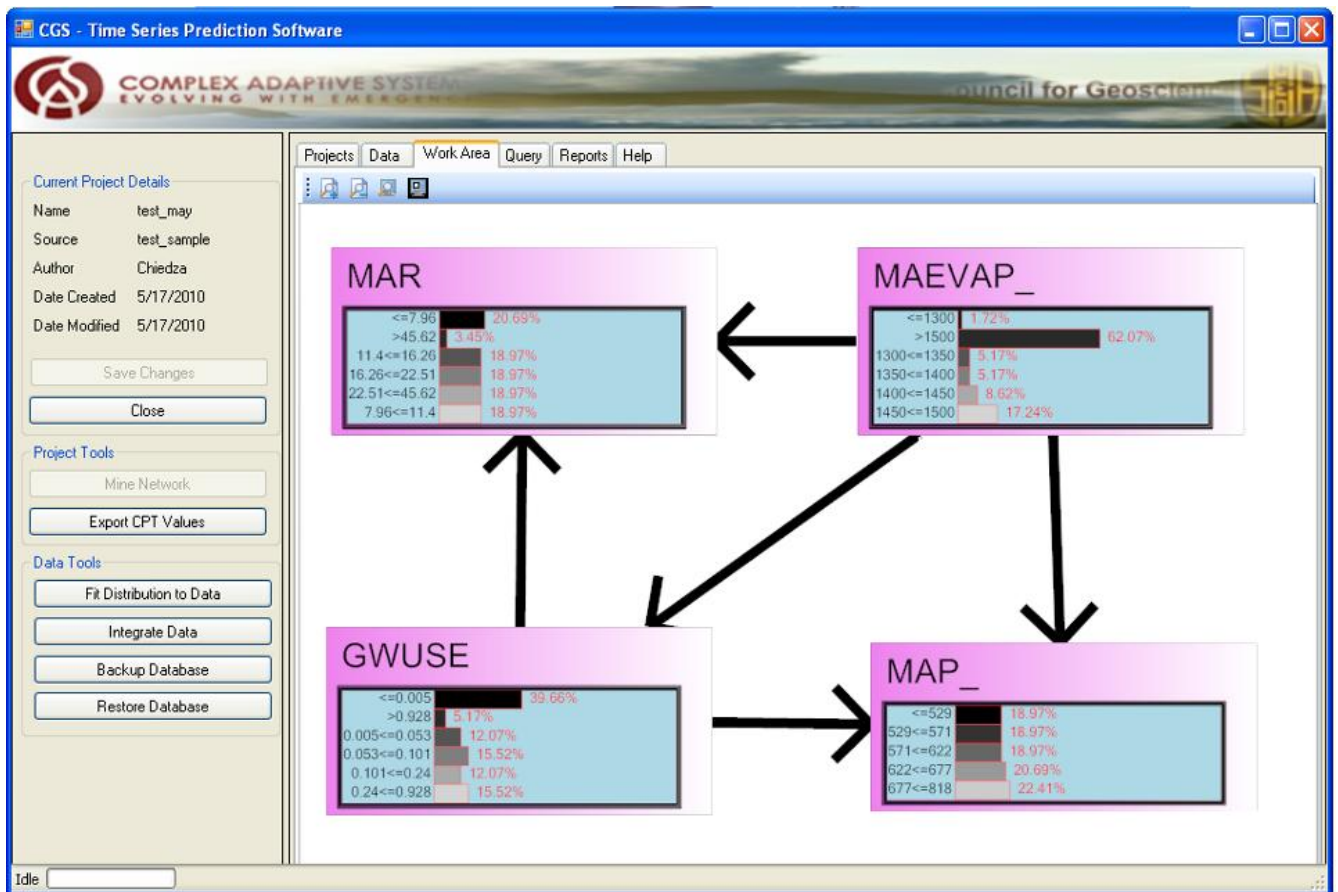 CGS - Time Series Prediction Software
COMPLEX ADAPTIVE SYSTEM
EVOLVING WITH EMERGENC
ouncil for Geoscienc
Projects Data Work Area Query Reports Help
Current Project Details
Name test_may
Source test_sample
Author Chiedza
Date Created 5/17/2010
Date Modified 5/17/2010
Save Changes
Close
Project Tools
Mine Network
Export CPT Values
Data Tools
Fit Distribution to Data
Integrate Data
Backup Database
Restore Database
MAR
<=7.96 20.69%
>45.62 3.45%
11.4<=16.26 18.97%
16.26<=22.51 18.97%
22.51<=45.62 18.97%
7.96<=11.4 18.97%
MAEVAP_
<=1300 1.72%
>1500 62.07%
1300<=1350 5.17%
1350<=1400 5.17%
1400<=1450 8.62%
1450<=1500 17.24%
GWUSE
<=0.005 39.66%
>0.928 5.17%
0.005<=0.053 12.07%
0.053<=0.101 15.52%
0.101<=0.24 12.07%
0.24<=0.928 15.52%
MAP_
<=529 18.97%
529<=571 18.97%
571<=622 18.97%
622<=677 20.69%
677<=818 22.41%
Idle